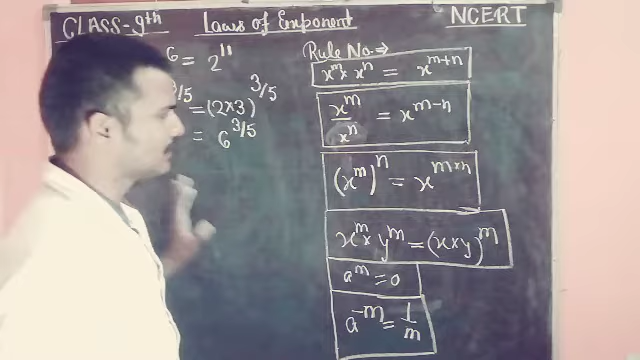 CLASS-9th Laws of Exponent NCERT
6 = 2^11
3/5 = (2×3)^3/5
= 6^3/5
Rule No.⇒
x^m × x^n = x^m+n
x^m/x^n = x^m-n
(x^m)^n = x^m×n
x^m × y^m = (x×y)^m
a^m = 0
a^-m = 1/m